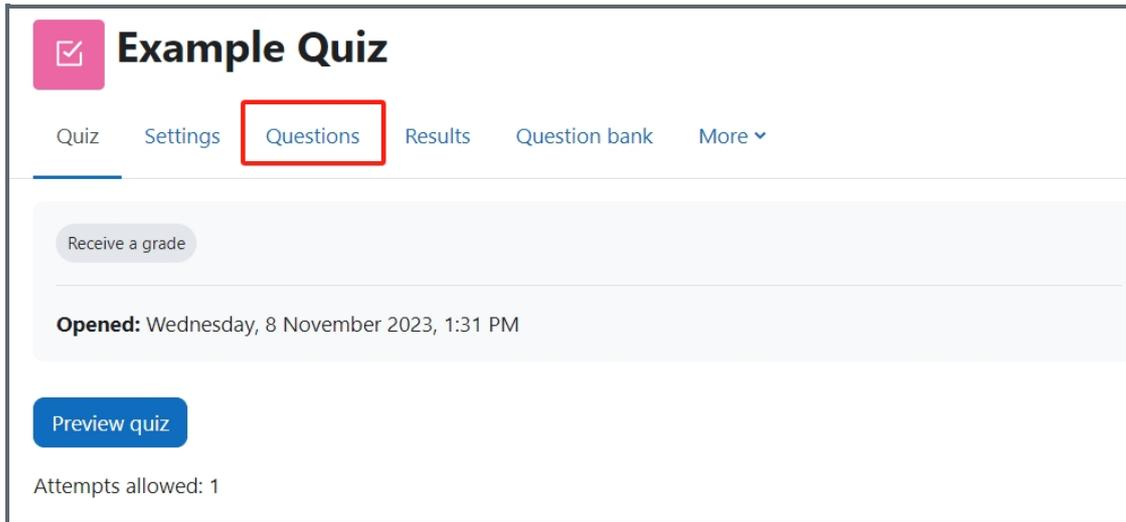 Example Quiz
Quiz Settings Questions Results Question bank More
Receive a grade
Opened: Wednesday, 8 November 2023, 1:31 PM
Preview quiz
Attempts allowed: 1